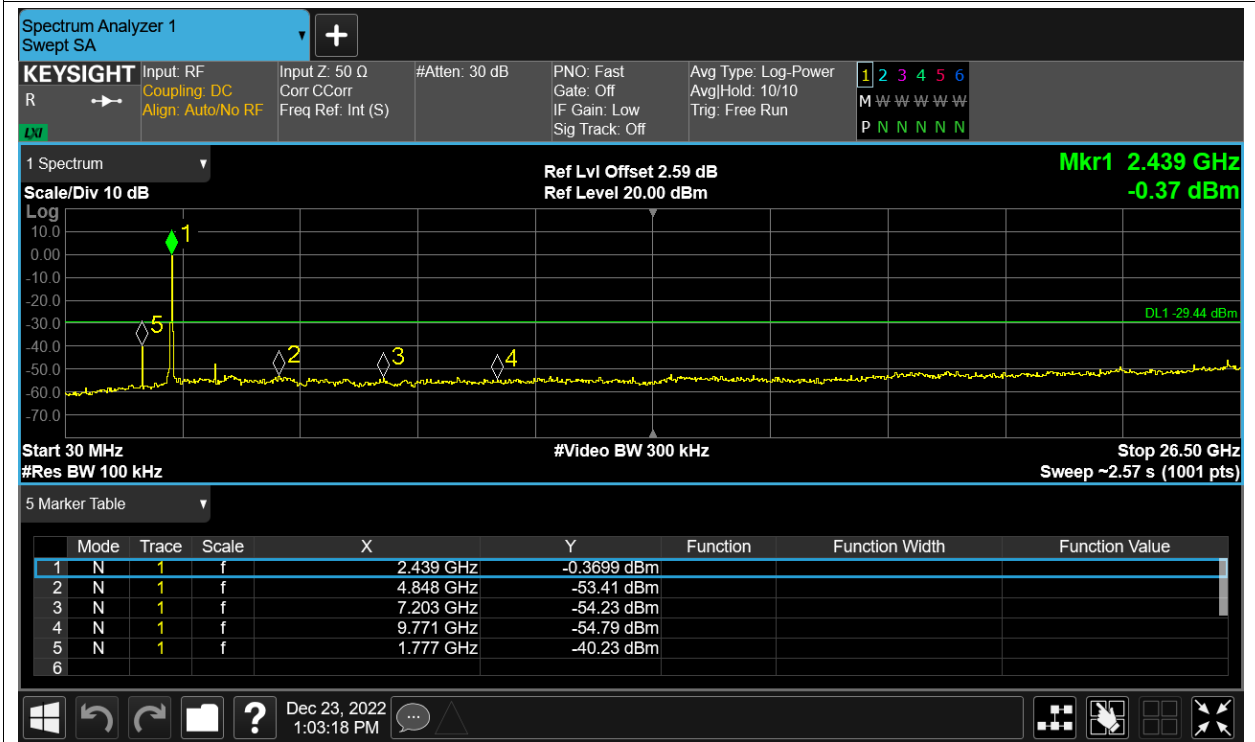 Spectrum Analyzer 1
Swept SA
+
KEYSIGHT
R
LXI
Input: RF
Coupling: DC
Align: Auto/No RF
Input Z: 50 Ω
Corr CCorr
Freq Ref: Int (S)
#Atten: 30 dB
PNO: Fast
Gate: Off
IF Gain: Low
Sig Track: Off
Avg Type: Log-Power
Avg|Hold: 10/10
Trig: Free Run
1 2 3 4 5 6
M W W W W W
P N N N N N
1 Spectrum
Scale/Div 10 dB
Ref Lvl Offset 2.59 dB
Ref Level 20.00 dBm
Mkr1 2.439 GHz
-0.37 dBm
Log
10.0
0.00
-10.0
-20.0
-30.0
-40.0
-50.0
-60.0
-70.0
1
5
2
3
4
DL1 -29.44 dBm
Start 30 MHz
#Video BW 300 kHz
Stop 26.50 GHz
#Res BW 100 kHz
Sweep ~2.57 s (1001 pts)
5 Marker Table
Mode Trace Scale X Y Function Function Width Function Value
1 N 1 f 2.439 GHz -0.3699 dBm
2 N 1 f 4.848 GHz -53.41 dBm
3 N 1 f 7.203 GHz -54.23 dBm
4 N 1 f 9.771 GHz -54.79 dBm
5 N 1 f 1.777 GHz -40.23 dBm
6
?
Dec 23, 2022
1:03:18 PM